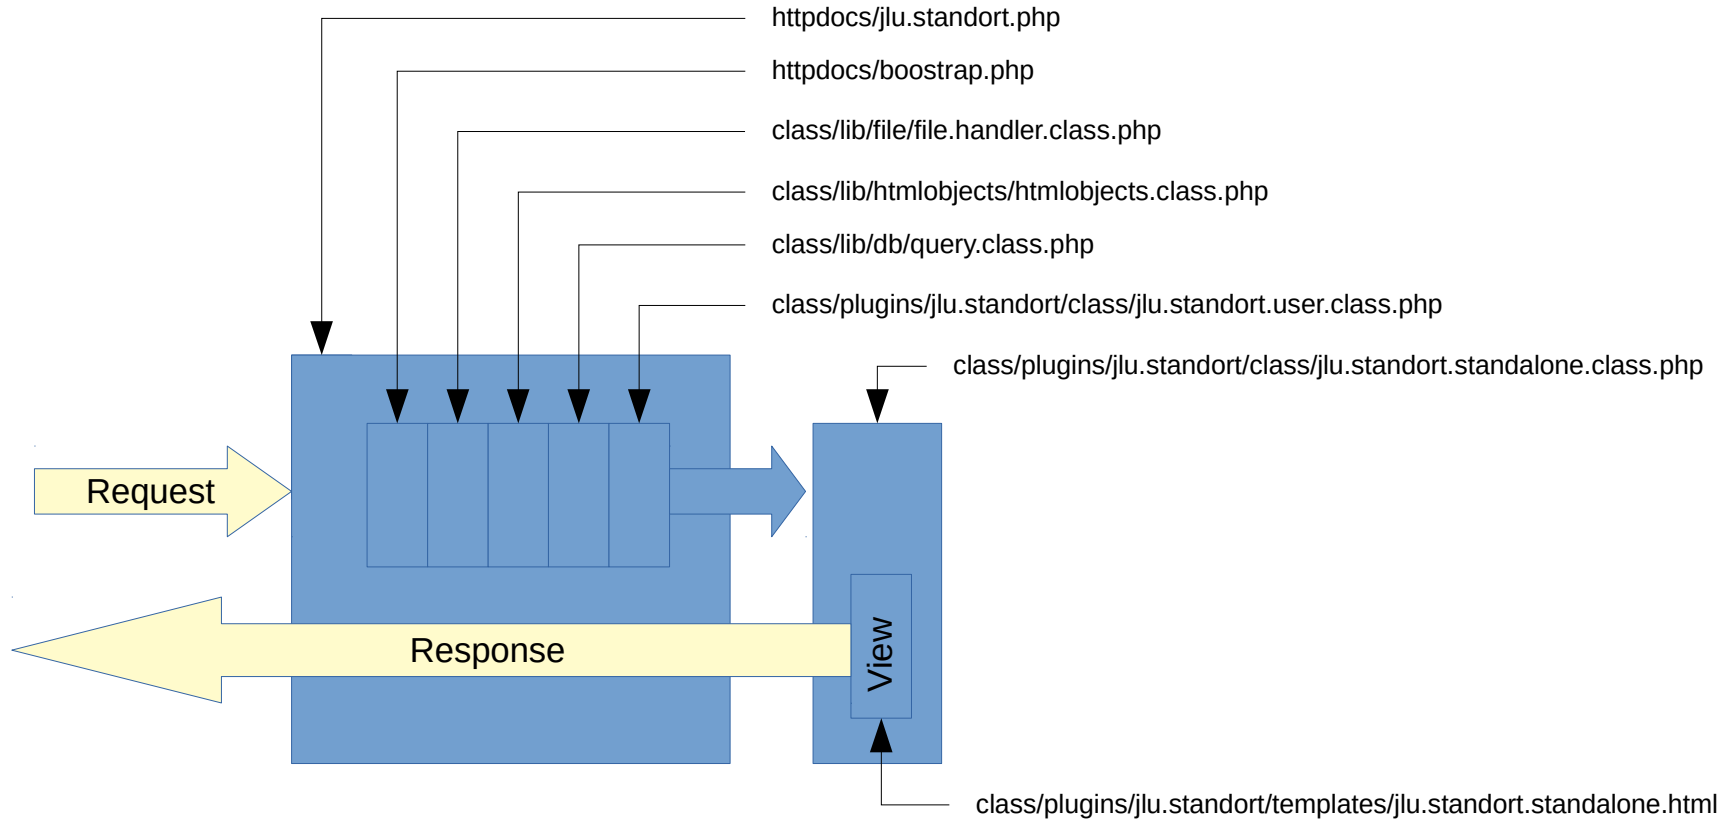 httpdocs/jlu.standort.php
httpdocs/boostrap.php
class/lib/file/file.handler.class.php
class/lib/htmlobjects/htmlobjects.class.php
class/lib/db/query.class.php
class/plugins/jlu.standort/class/jlu.standort.user.class.php
class/plugins/jlu.standort/class/jlu.standort.standalone.class.php
Request
Response
View
class/plugins/jlu.standort/templates/jlu.standort.standalone.html